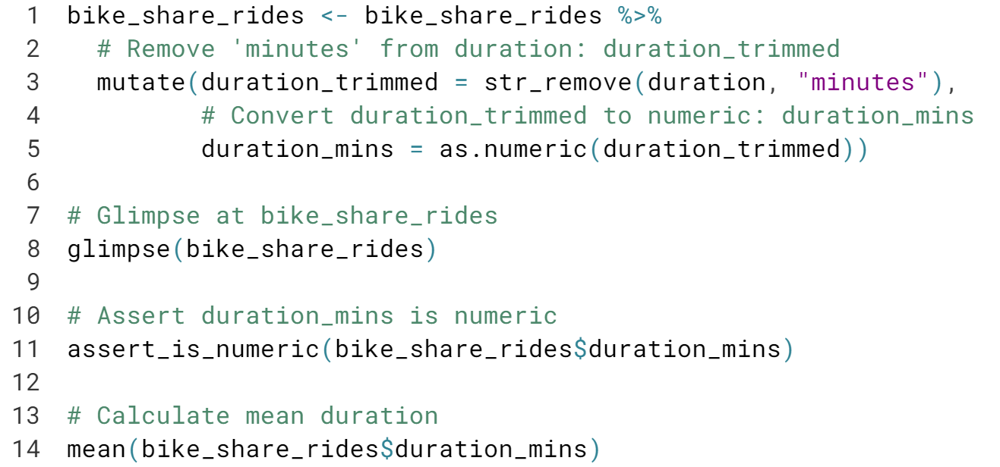 1 bike_share_rides <- bike_share_rides %>%
2   # Remove 'minutes' from duration: duration_trimmed
3   mutate(duration_trimmed = str_remove(duration, "minutes"),
4          # Convert duration_trimmed to numeric: duration_mins
5          duration_mins = as.numeric(duration_trimmed))
6
7 # Glimpse at bike_share_rides
8 glimpse(bike_share_rides)
9
10 # Assert duration_mins is numeric
11 assert_is_numeric(bike_share_rides$duration_mins)
12
13 # Calculate mean duration
14 mean(bike_share_rides$duration_mins)